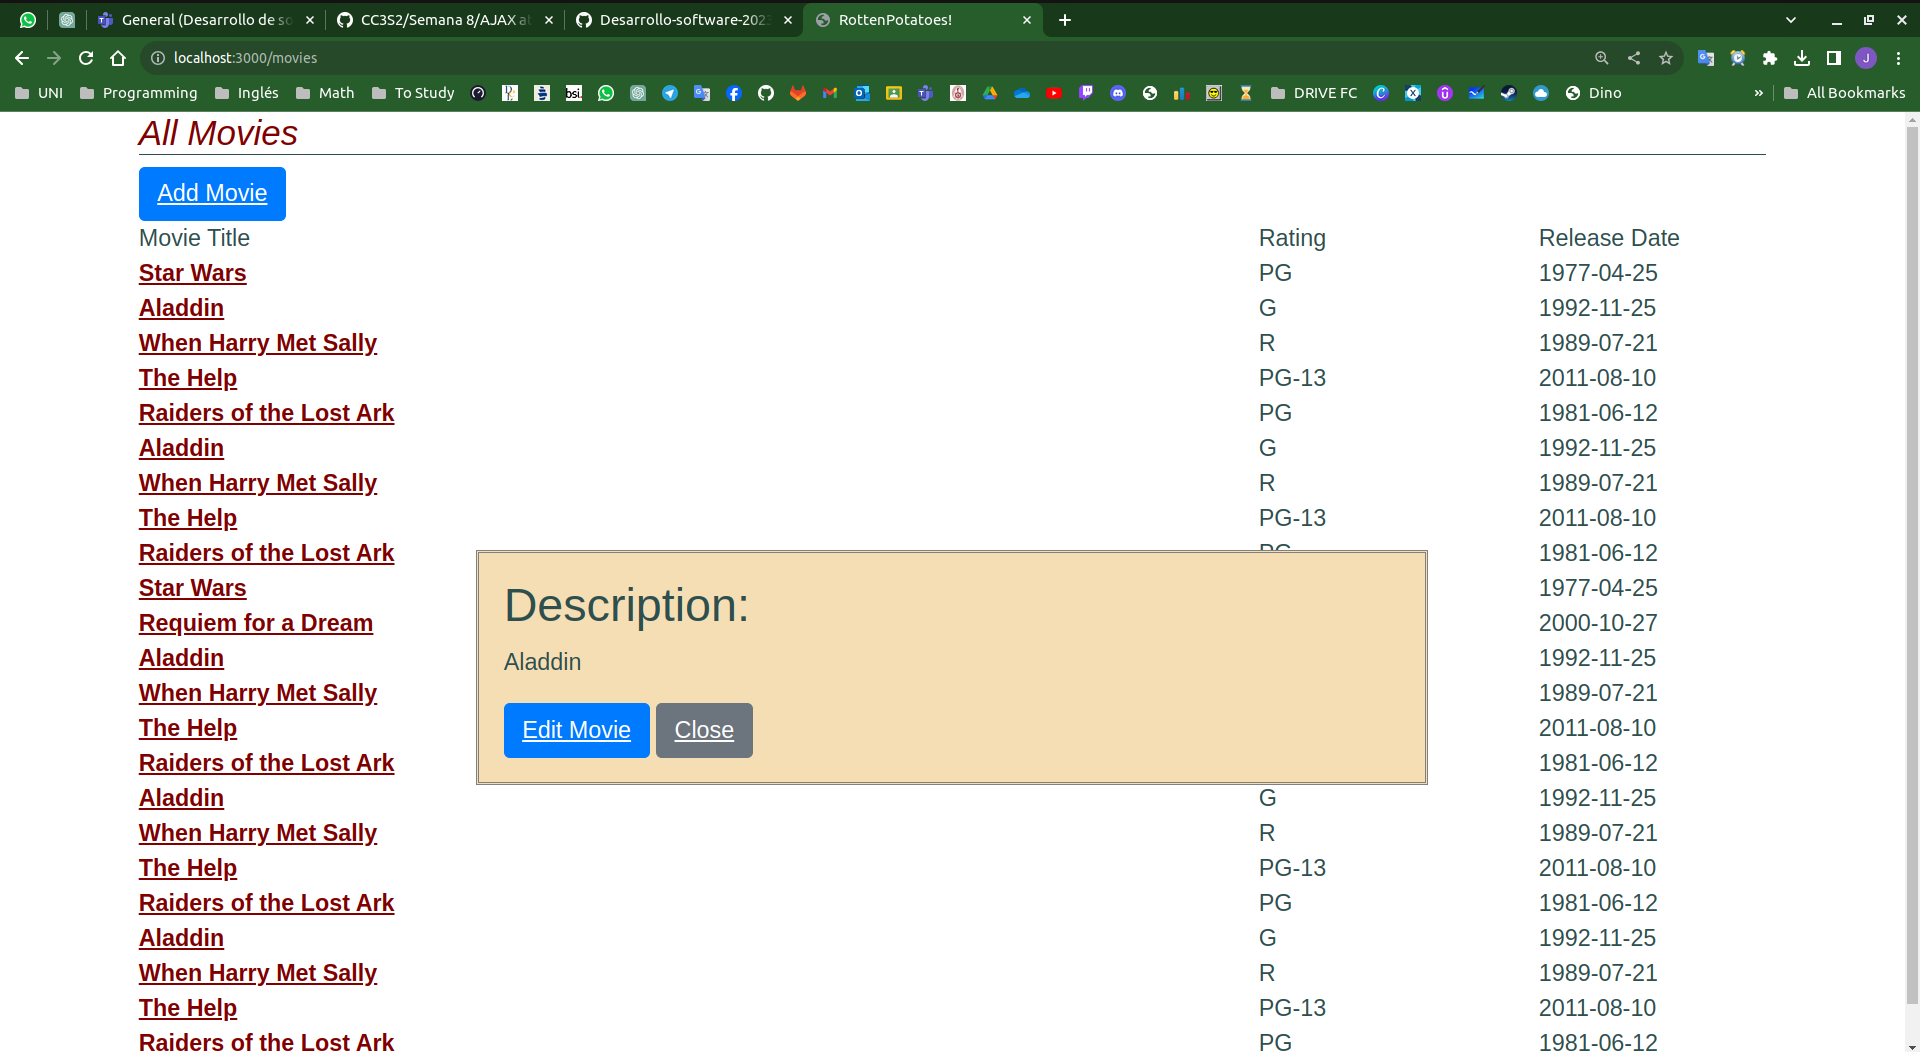 General (Desarrollo de so
CC3S2/Semana 8/AJAX al
Desarrollo-software-2023
RottenPotatoes!
localhost:3000/movies
J
UNI Programming Inglés Math To Study bsi. DRIVE FC Dino » All Bookmarks
All Movies
Add Movie
Movie Title Rating Release Date
Star Wars PG 1977-04-25
Aladdin G 1992-11-25
When Harry Met Sally R 1989-07-21
The Help PG-13 2011-08-10
Raiders of the Lost Ark PG 1981-06-12
Aladdin G 1992-11-25
When Harry Met Sally R 1989-07-21
The Help PG-13 2011-08-10
Raiders of the Lost Ark PG 1981-06-12
Star Wars 1977-04-25
Requiem for a Dream 2000-10-27
Aladdin 1992-11-25
When Harry Met Sally 1989-07-21
The Help 2011-08-10
Raiders of the Lost Ark 1981-06-12
Description:
Aladdin
Edit Movie Close
Aladdin G 1992-11-25
When Harry Met Sally R 1989-07-21
The Help PG-13 2011-08-10
Raiders of the Lost Ark PG 1981-06-12
Aladdin G 1992-11-25
When Harry Met Sally R 1989-07-21
The Help PG-13 2011-08-10
Raiders of the Lost Ark PG 1981-06-12